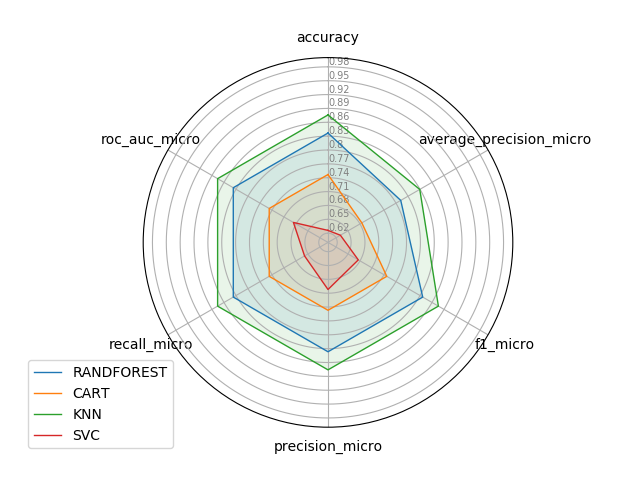 accuracy
0.98
0.95
0.92
0.89
0.86
0.83
0.8
0.77
0.74
0.71
0.68
0.65
0.62
roc_auc_micro
average_precision_micro
recall_micro
f1_micro
precision_micro
RANDFOREST
CART
KNN
SVC